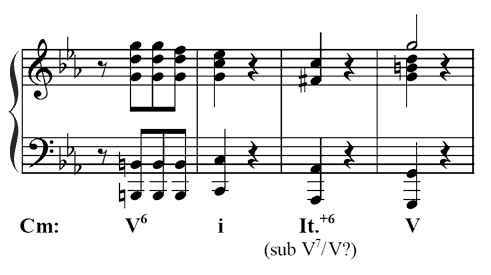 Cm: V⁶ i It.⁺⁶ V
(sub V⁷/V?)